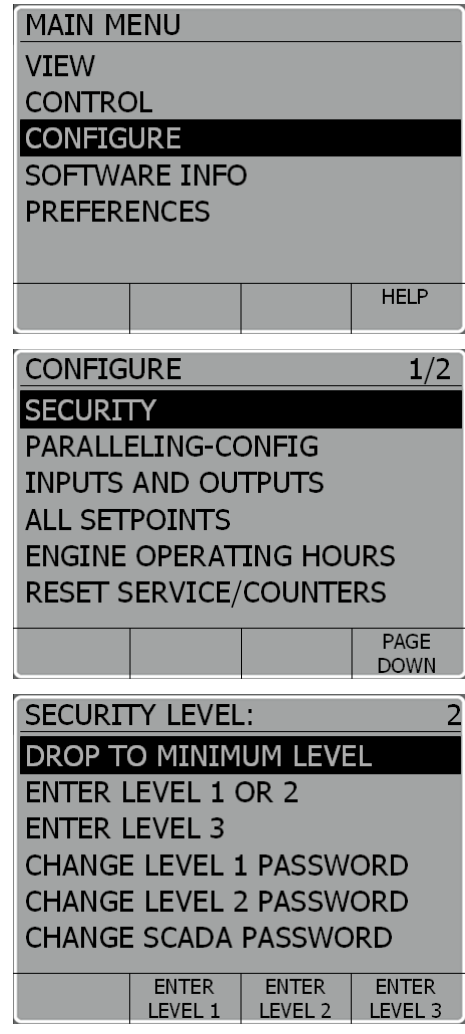 MAIN MENU
VIEW
CONTROL
CONFIGURE
SOFTWARE INFO
PREFERENCES
HELP
CONFIGURE 1/2
SECURITY
PARALLELING-CONFIG
INPUTS AND OUTPUTS
ALL SETPOINTS
ENGINE OPERATING HOURS
RESET SERVICE/COUNTERS
PAGE
DOWN
SECURITY LEVEL: 2
DROP TO MINIMUM LEVEL
ENTER LEVEL 1 OR 2
ENTER LEVEL 3
CHANGE LEVEL 1 PASSWORD
CHANGE LEVEL 2 PASSWORD
CHANGE SCADA PASSWORD
ENTER ENTER ENTER
LEVEL 1 LEVEL 2 LEVEL 3